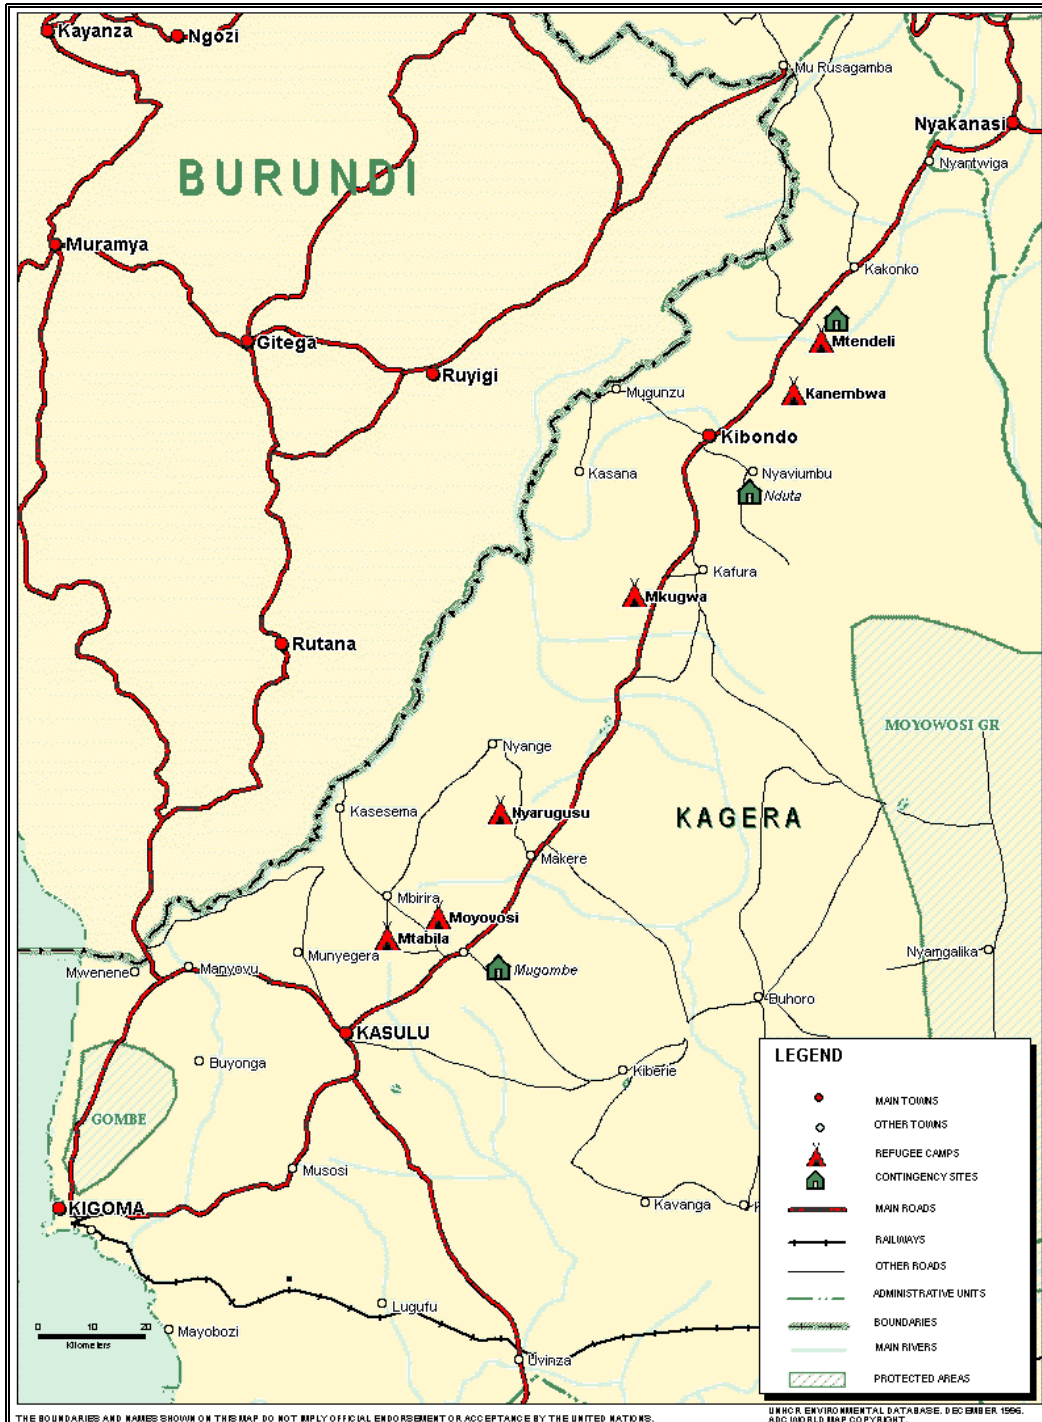 Kayanza
Ngozi
Mu Rusagamba
Nyakanasi
Nyantwiga
BURUNDI
Muramya
Kakonko
Gitega
Mtendeli
Ruyigi
Mugunzu
Kanembwa
Kibondo
Kasana
Nyaviumbu
Nduta
Kafura
Mkugwa
Rutana
MOYOWOSI GR
Nyange
Kasesema
Nyarugusu
KAGERA
Makere
Mbirira
Moyovosi
Mtabila
Munyegera
Nyamgalika
Mwenene
Manyovu
Mugombe
Buhoro
KASULU
Buyonga
Kiberie
GOMBE
Musosi
Kavanga
KIGOMA
Lugufu
Mayobozi
Uvinza
0 10 20
Kilometers
LEGEND
MAIN TOWNS
OTHER TOWNS
REFUGEE CAMPS
CONTINGENCY SITES
MAIN ROADS
RAILWAYS
OTHER ROADS
ADMINISTRATIVE UNITS
BOUNDARIES
MAIN RIVERS
PROTECTED AREAS
THE BOUNDARIES AND NAMES SHOWN ON THIS MAP DO NOT IMPLY OFFICIAL ENDORSEMENT OR ACCEPTANCE BY THE UNITED NATIONS.
UNHCR ENVIRONMENTAL DATABASE, DECEMBER 1996.
ADC WORLD MAP COPYRIGHT.